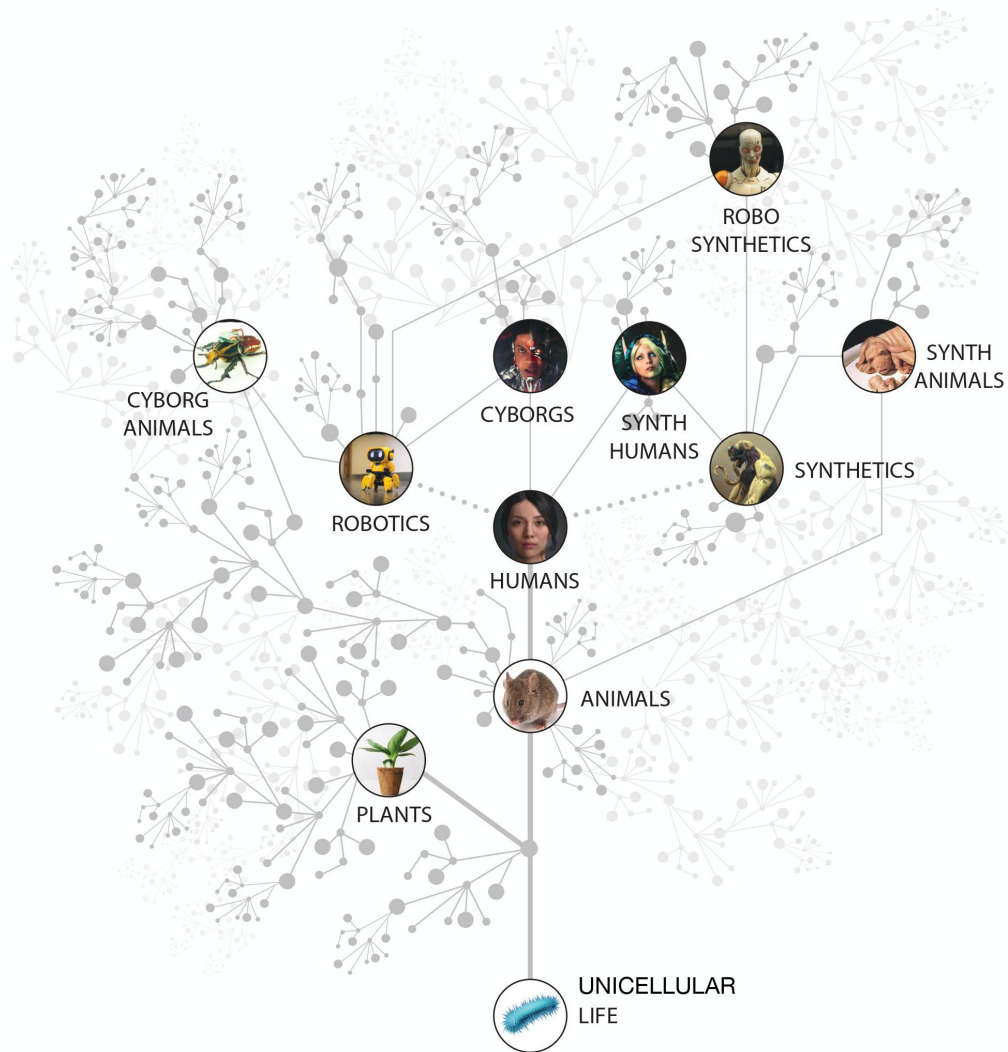 ROBO
SYNTHETICS
CYBORG
ANIMALS
CYBORGS
SYNTH
HUMANS
SYNTH
ANIMALS
ROBOTICS
SYNTHETICS
HUMANS
ANIMALS
PLANTS
UNICELLULAR
LIFE